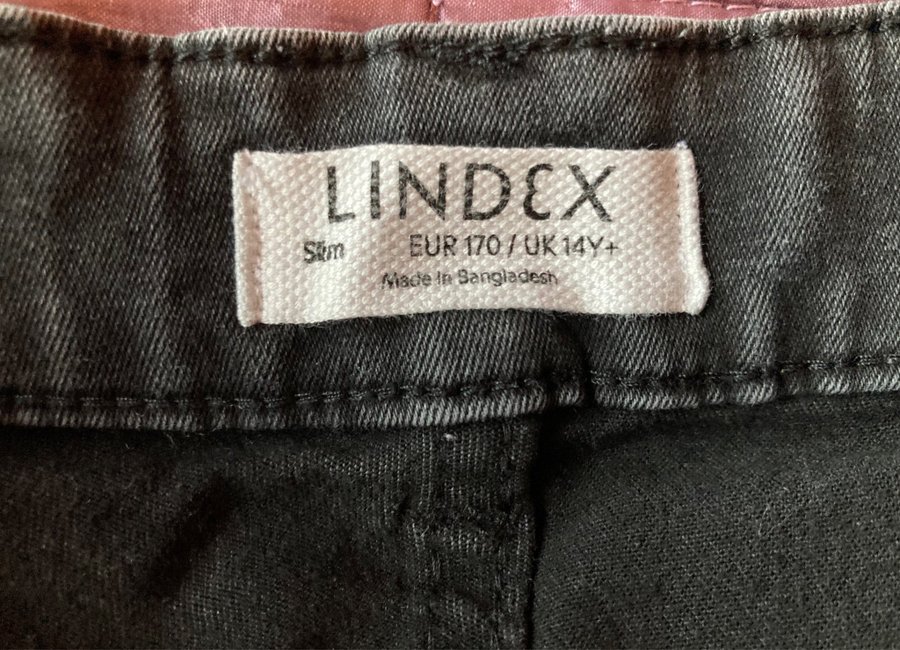 LINDEX
Slim EUR 170 / UK 14Y+
Made in Bangladesh